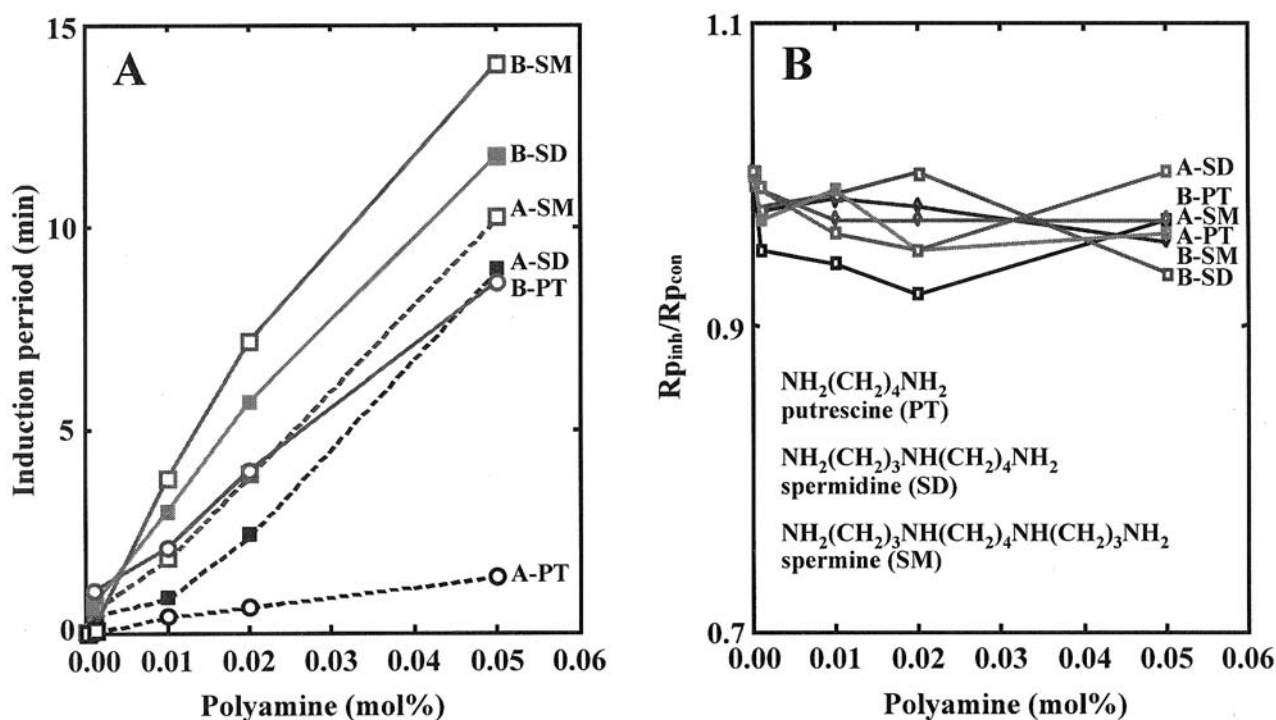 A
15
10
5
0
0.00 0.01 0.02 0.03 0.04 0.05 0.06
Induction perriod (min)
Polyamine (mol%)
B-SM
B-SD
A-SM
A-SD
B-PT
A-PT
B
1.1
0.9
0.7
0.00 0.01 0.02 0.03 0.04 0.05 0.06
Rp_inh/Rp_con
Polyamine (mol%)
A-SD
B-PT
A-SM
A-PT
B-SM
B-SD
NH₂(CH₂)₄NH₂
putrescine (PT)
NH₂(CH₂)₃NH(CH₂)₄NH₂
spermidine (SD)
NH₂(CH₂)₃NH(CH₂)₄NH(CH₂)₃NH₂
spermine (SM)